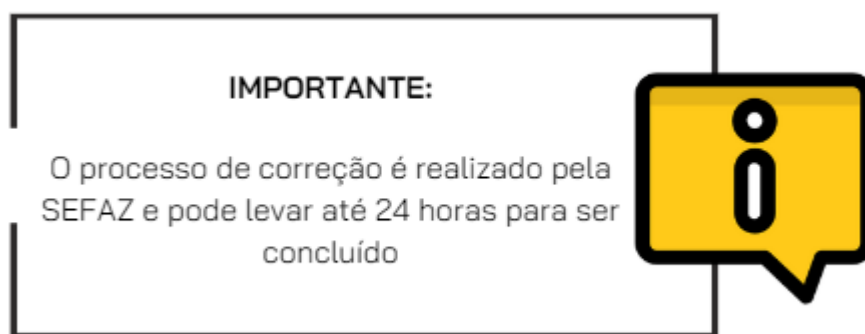 IMPORTANTE:
O processo de correção é realizado pela
SEFAZ e pode levar até 24 horas para ser
concluído